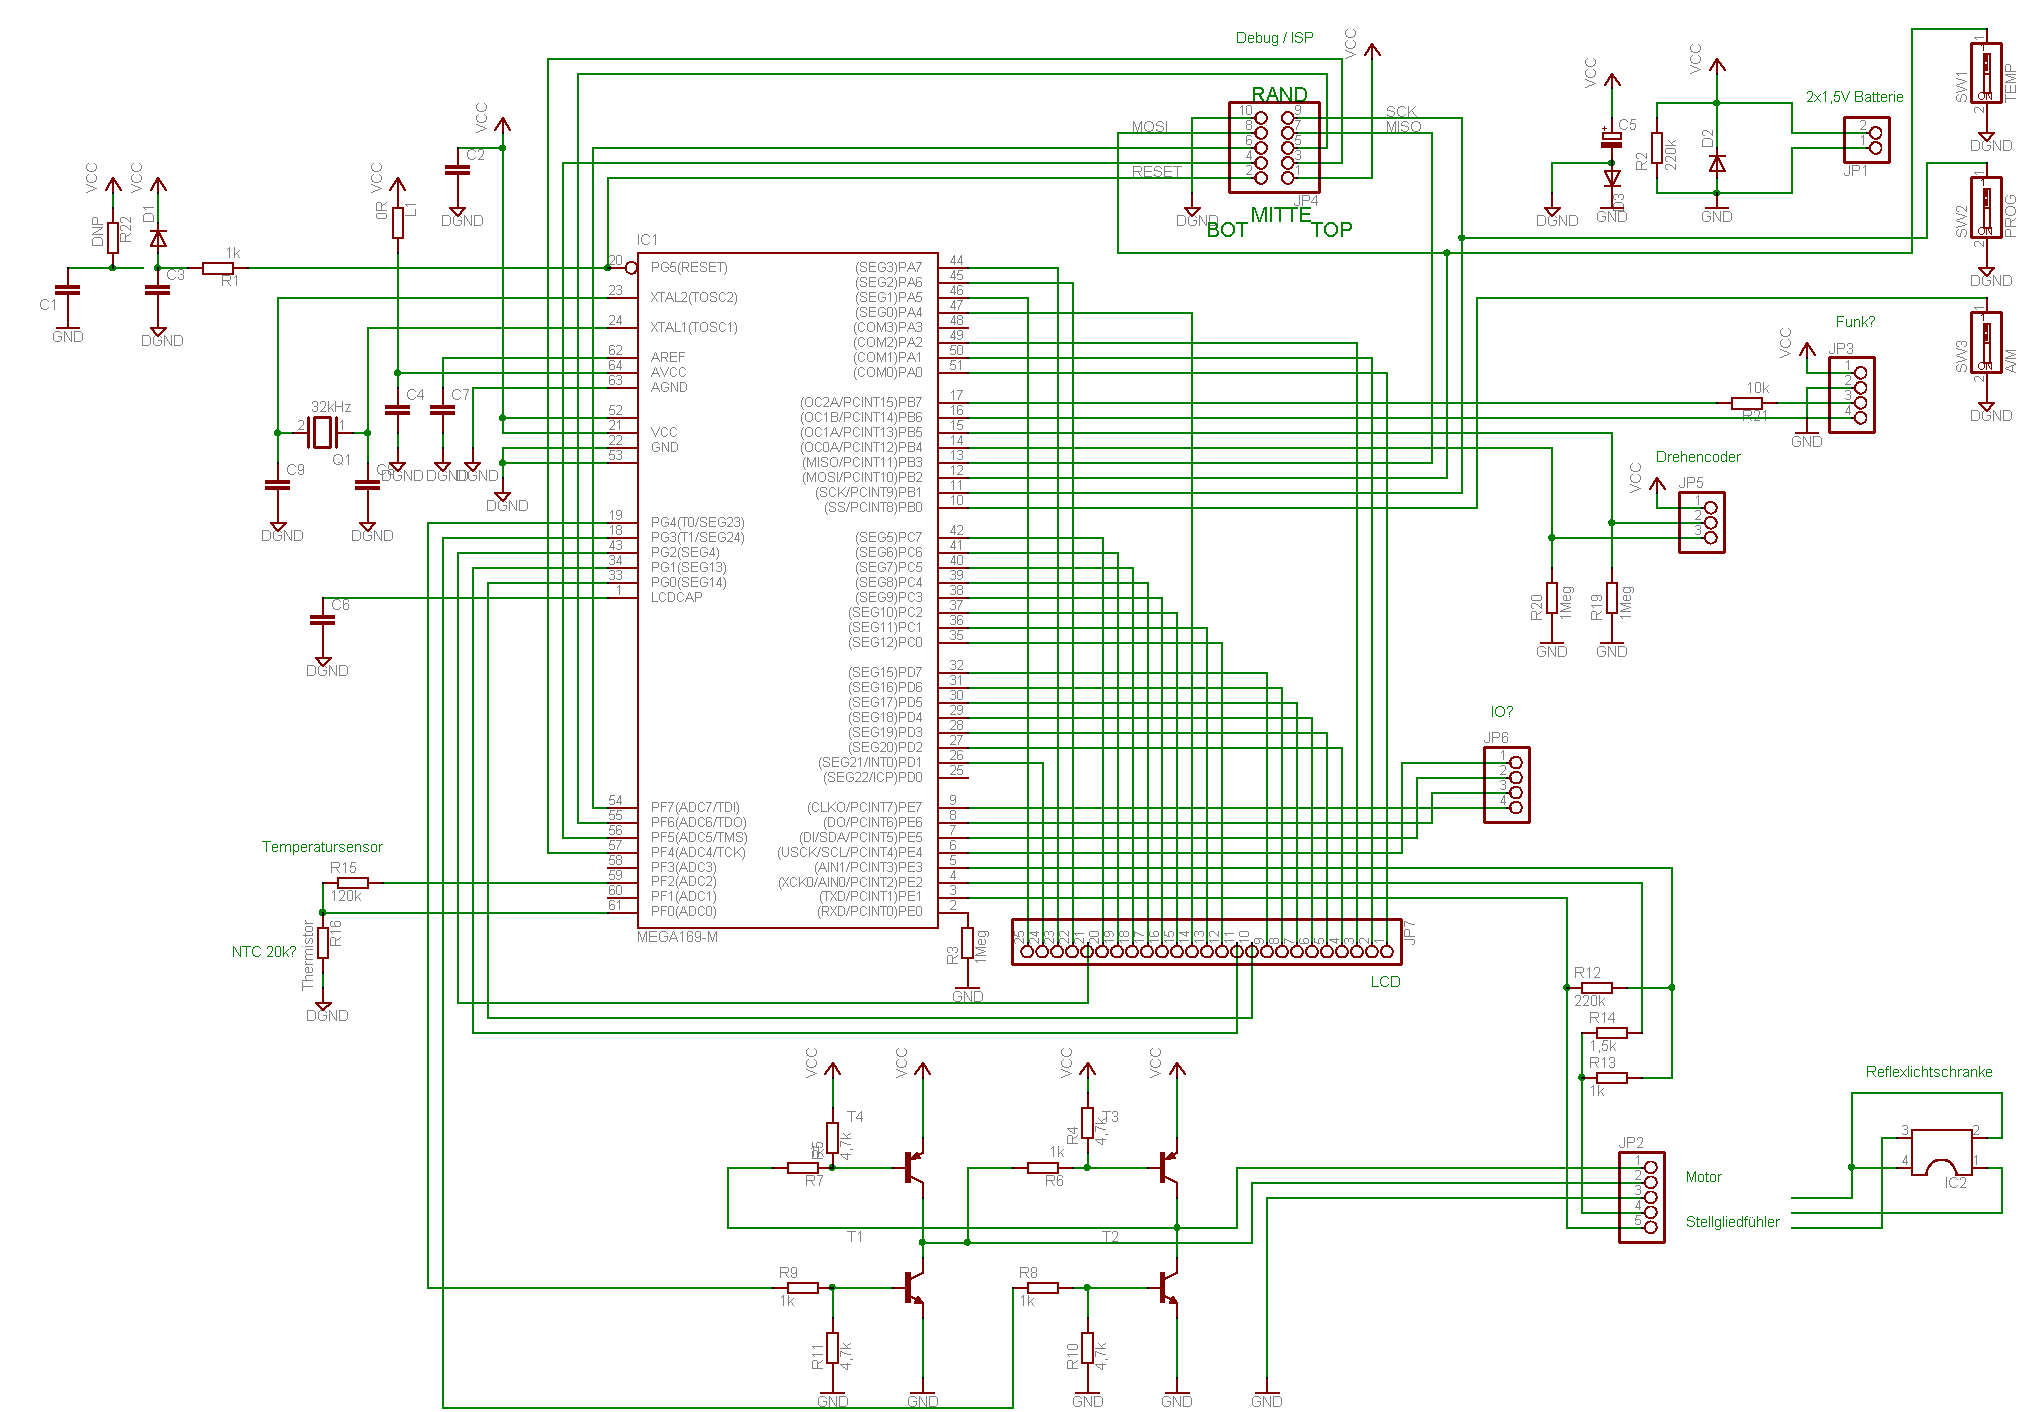 Debug / ISP
VCC
RAND
10 9
8 7
6 5
4 3
2 1
MOSI
RESET
SCK
MISO
JP4
DGND
MITTE
BOT
TOP
VCC
C5
+
D3
DGND
GND
VCC
R2
220k
D2
GND
2x1,5V Batterie
2
1
JP1
SW1
TEMP
1
2
ON
DGND
SW2
PROG
1
2
ON
DGND
SW3
A/M
1
2
ON
DGND
VCC
C2
DGND
VCC
DNP
R22
VCC
D1
C1
GND
C3
DGND
1k
R1
VCC
0R
L1
C4
C7
DGND
DGND
DGND
DGND
32kHz
2
1
Q1
C9
DGND
DGND
C6
DGND
IC1
20 PG5(RESET)
23 XTAL2(TOSC2)
24 XTAL1(TOSC1)
62 AREF
64 AVCC
63 AGND
52
21 VCC
22 GND
53
19 PG4(T0/SEG23)
18 PG3(T1/SEG24)
43 PG2(SEG4)
34 PG1(SEG13)
33 PG0(SEG14)
1 LCDCAP
54 PF7(ADC7/TDI)
55 PF6(ADC6/TDO)
56 PF5(ADC5/TMS)
57 PF4(ADC4/TCK)
58 PF3(ADC3)
59 PF2(ADC2)
60 PF1(ADC1)
61 PF0(ADC0)
MEGA169-M
(SEG3)PA7 44
(SEG2)PA6 45
(SEG1)PA5 46
(SEG0)PA4 47
(COM3)PA3 48
(COM2)PA2 49
(COM1)PA1 50
(COM0)PA0 51
(OC2A/PCINT15)PB7 17
(OC1B/PCINT14)PB6 16
(OC1A/PCINT13)PB5 15
(OC0A/PCINT12)PB4 14
(MISO/PCINT11)PB3 13
(MOSI/PCINT10)PB2 12
(SCK/PCINT9)PB1 11
(SS/PCINT8)PB0 10
(SEG5)PC7 42
(SEG6)PC6 41
(SEG7)PC5 40
(SEG8)PC4 39
(SEG9)PC3 38
(SEG10)PC2 37
(SEG11)PC1 36
(SEG12)PC0 35
(SEG15)PD7 32
(SEG16)PD6 31
(SEG17)PD5 30
(SEG18)PD4 29
(SEG19)PD3 28
(SEG20)PD2 27
(SEG21/INT0)PD1 26
(SEG22/ICP)PD0 25
(CLKO/PCINT7)PE7 9
(DO/PCINT6)PE6 8
(DI/SDA/PCINT5)PE5 7
(USCK/SCL/PCINT4)PE4 6
(AIN1/PCINT3)PE3 5
(XCK0/AIN0/PCINT2)PE2 4
(TXD/PCINT1)PE1 3
(RXD/PCINT0)PE0 2
Funk?
VCC
JP3
1
2
3
4
10k
R21
GND
Drehencoder
VCC
JP5
1
2
3
R20
1Meg
R19
1Meg
GND
GND
IO?
JP6
1
2
3
4
Temperatursensor
R15
120k
Thermistor
R16
NTC 20k?
DGND
R3
1Meg
GND
25 24 23 22 21 20 19 18 17 16 15 14 13 12 11 10 9 8 7 6 5 4 3 2 1
JP7
LCD
R12
220k
R14
1,5k
R13
1k
Reflexlichtschranke
3 2
4 1
IC2
JP2
1
2
3
4
5
Motor
Stellgliedfühler
VCC
VCC
VCC
VCC
T4
4,7k
R7
T3
R4
4,7k
1k
R6
T1
T2
R9
1k
R11
4,7k
R8
1k
R10
4,7k
GND
GND
GND
GND
GND